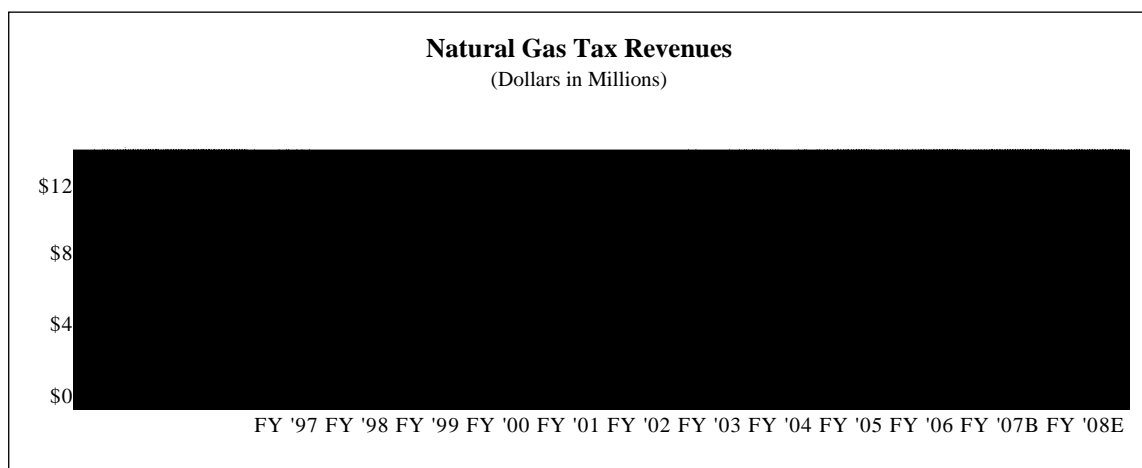 Natural Gas Tax Revenues
(Dollars in Millions)
$12
$8
$4
$0
FY '97 FY '98 FY '99 FY '00 FY '01 FY '02 FY '03 FY '04 FY '05 FY '06 FY '07B FY '08E